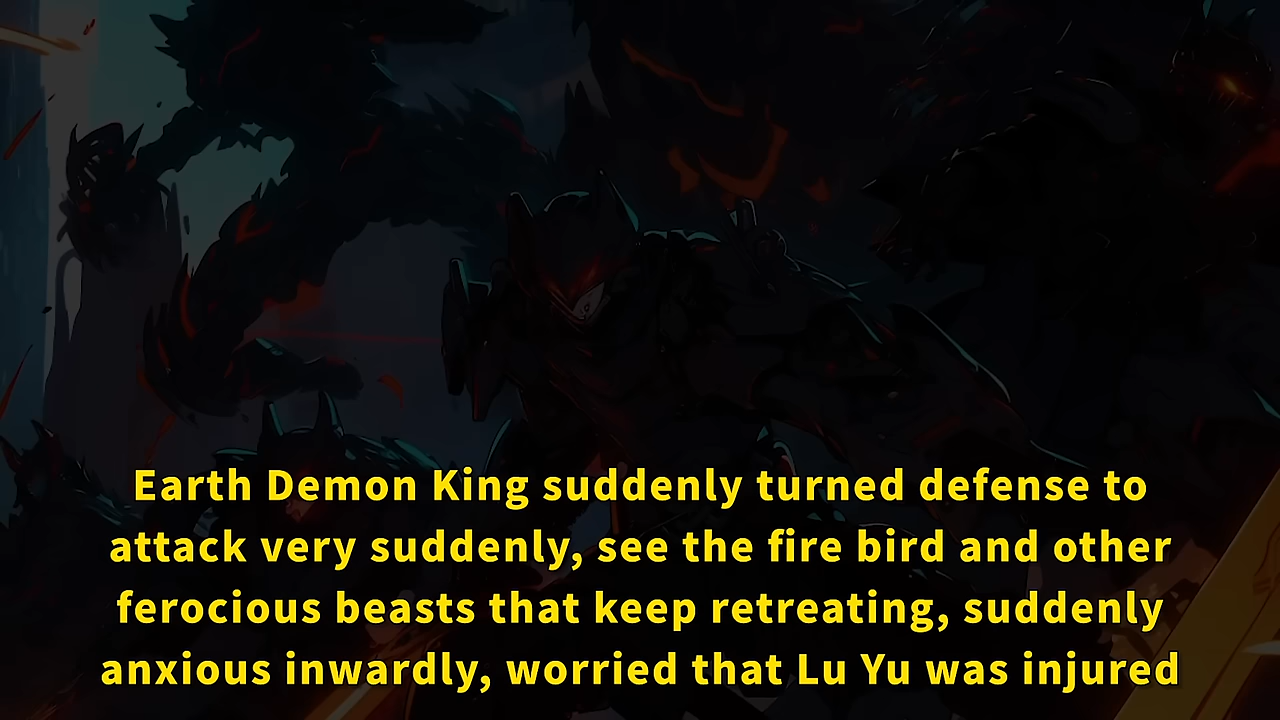 Earth Demon King suddenly turned defense to
attack very suddenly, see the fire bird and other
ferocious beasts that keep retreating, suddenly
anxious inwardly, worried that Lu Yu was injured